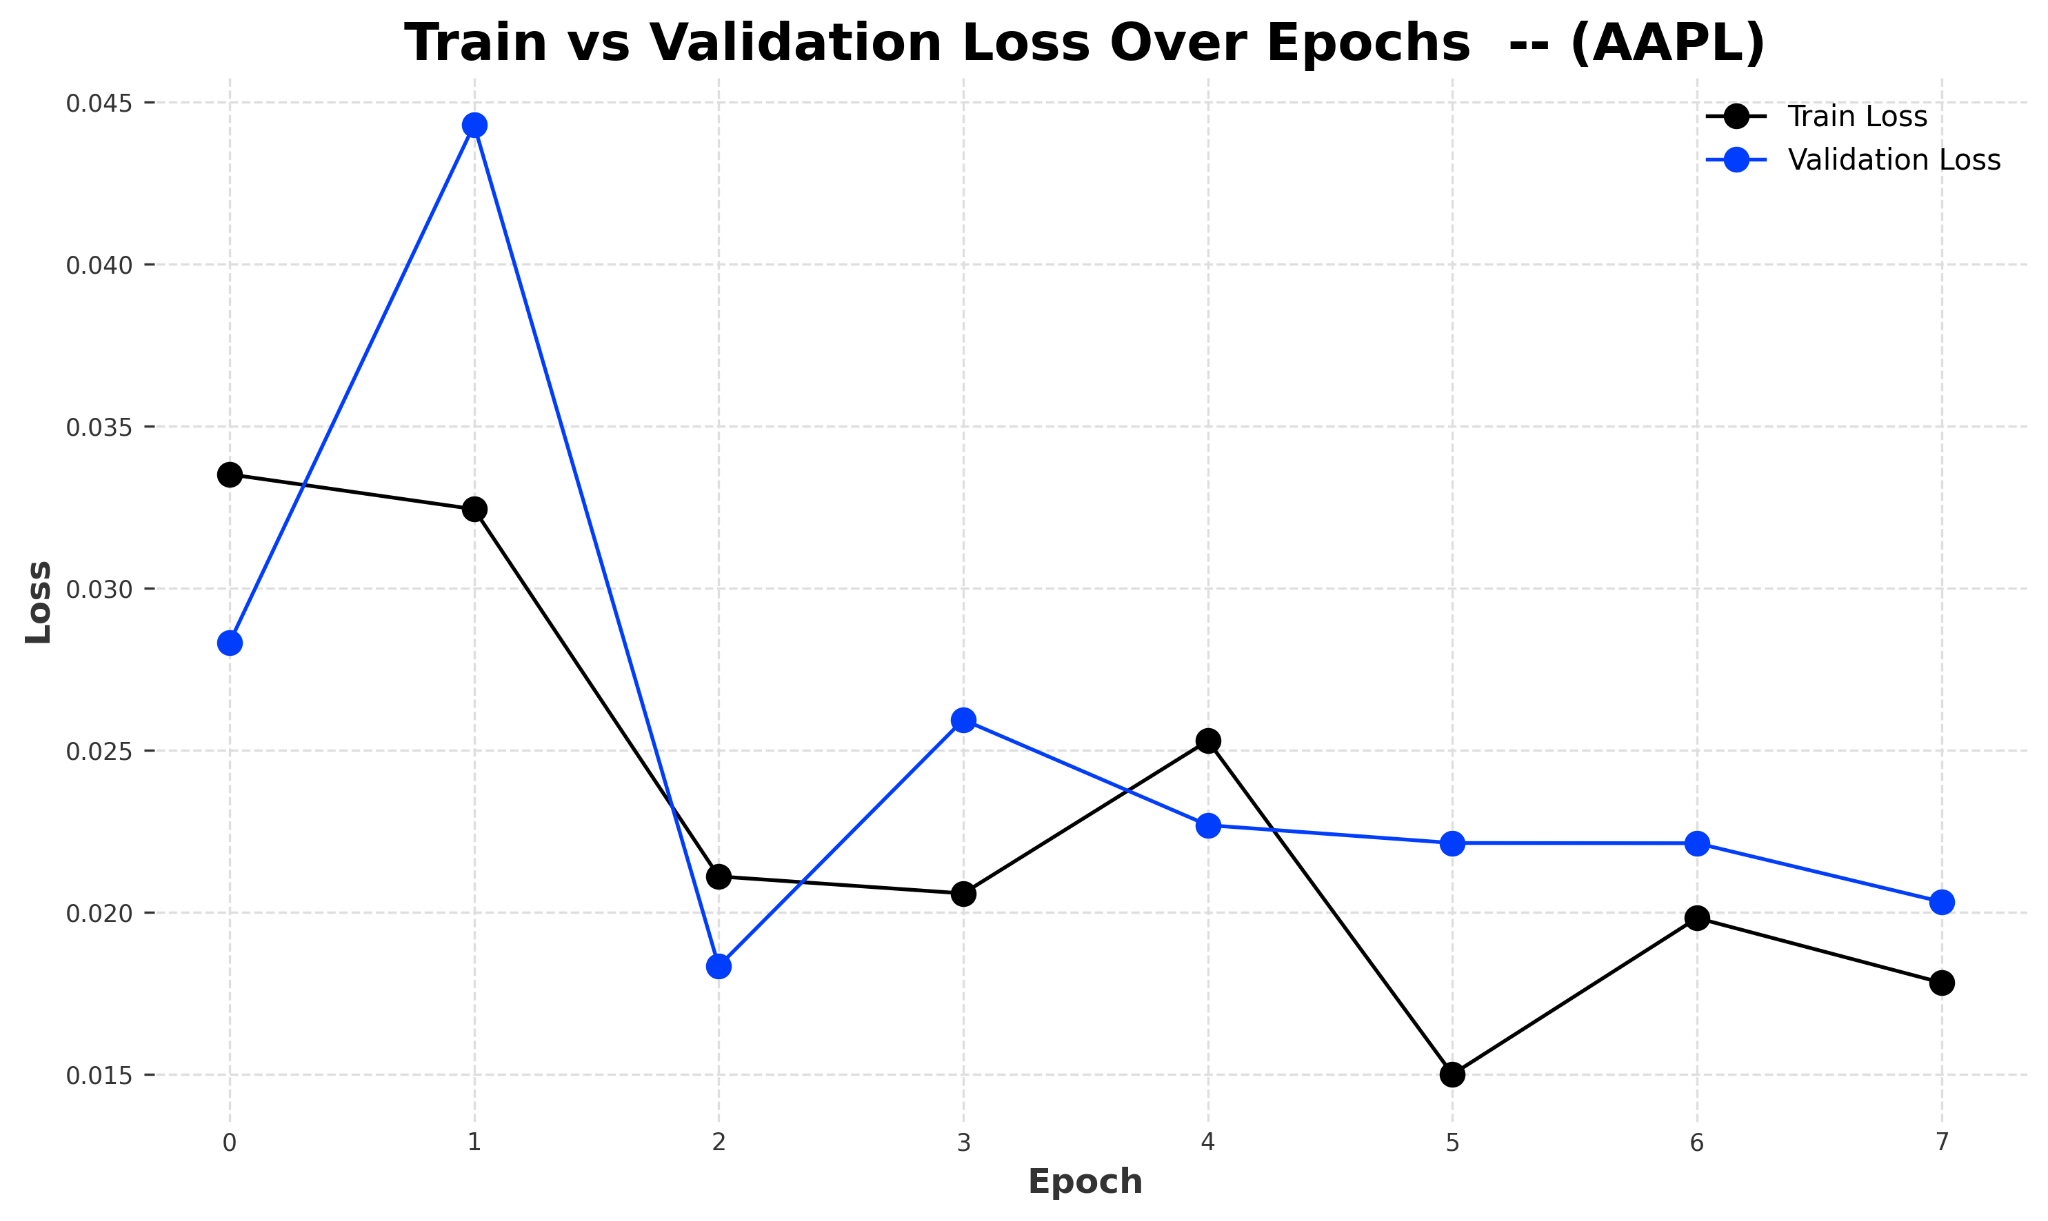 Train vs Validation Loss Over Epochs  -- (AAPL)
Train Loss
Validation Loss
0.045
0.040
0.035
0.030
0.025
0.020
0.015
Loss
0 1 2 3 4 5 6 7
Epoch